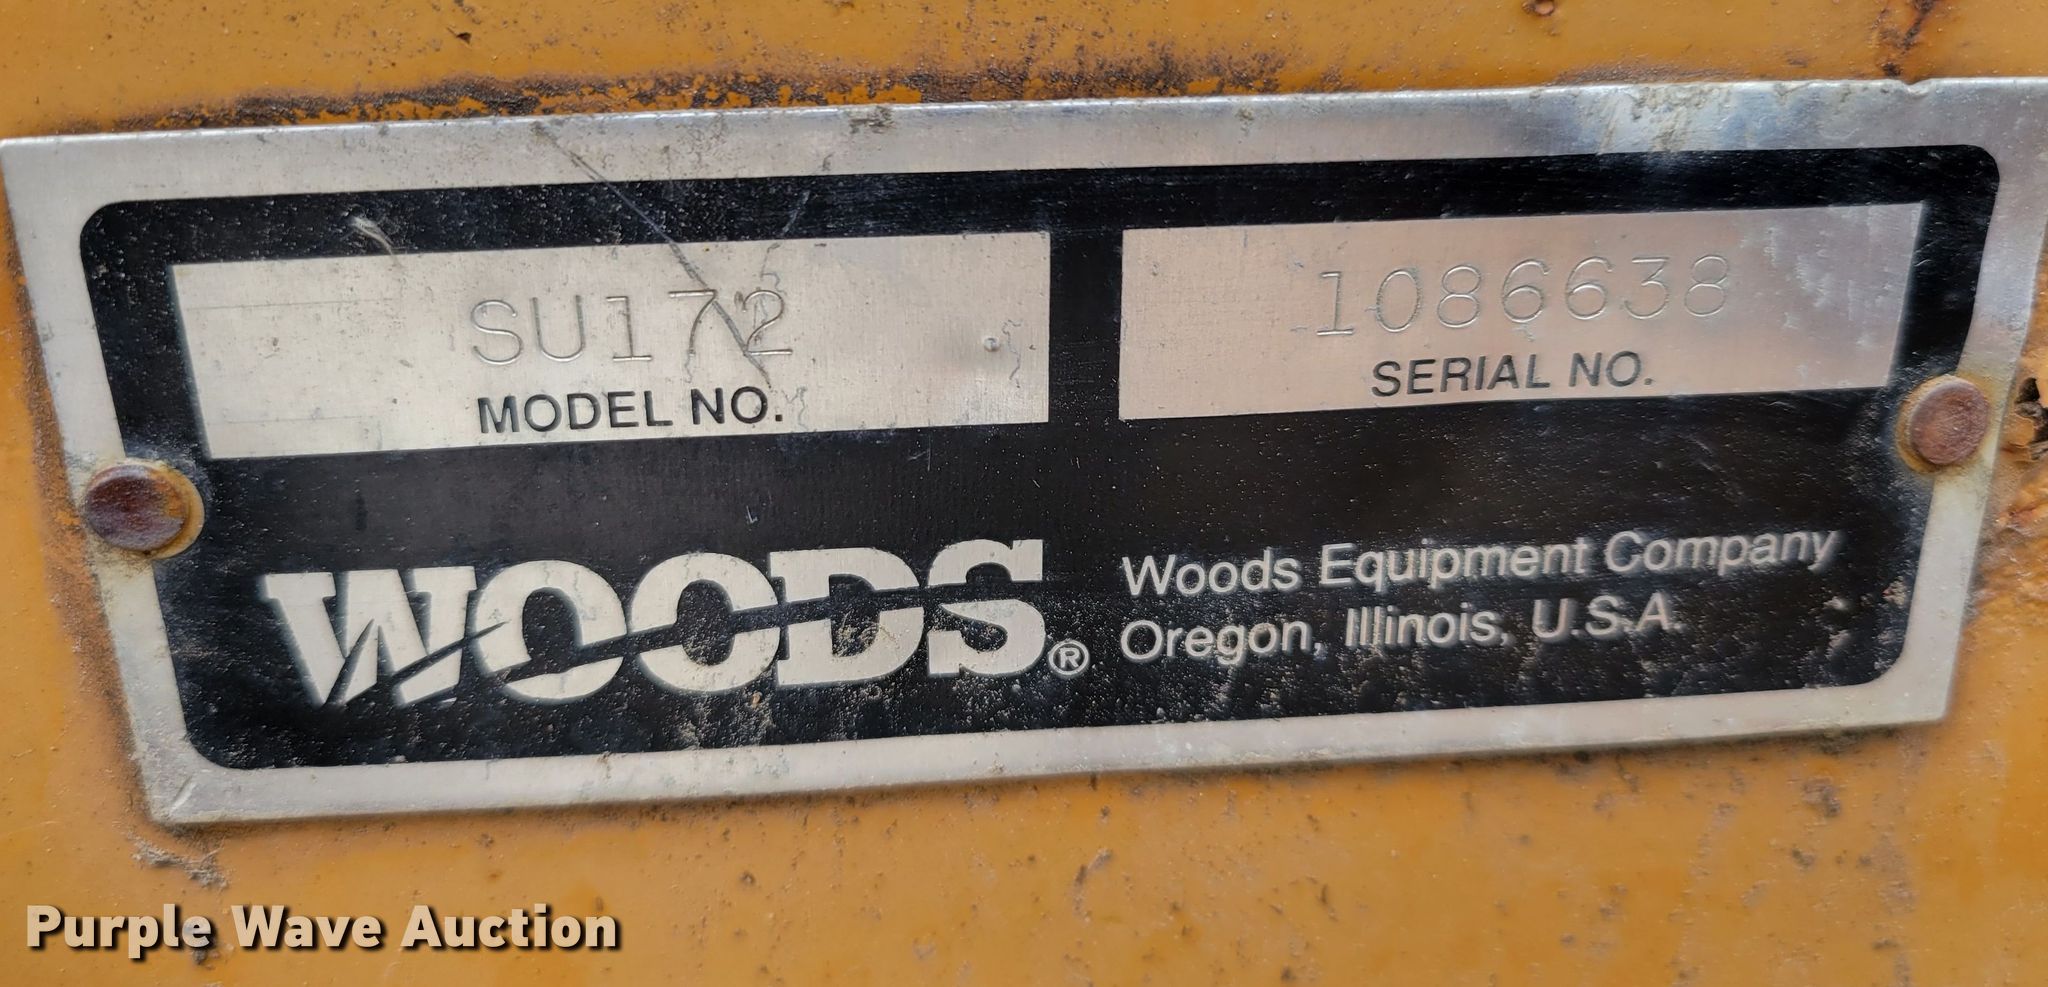 SU172
MODEL NO.
1086638
SERIAL NO.
WOODS®
Woods Equipment Company
Oregon, Illinois, U.S.A.
Purple Wave Auction